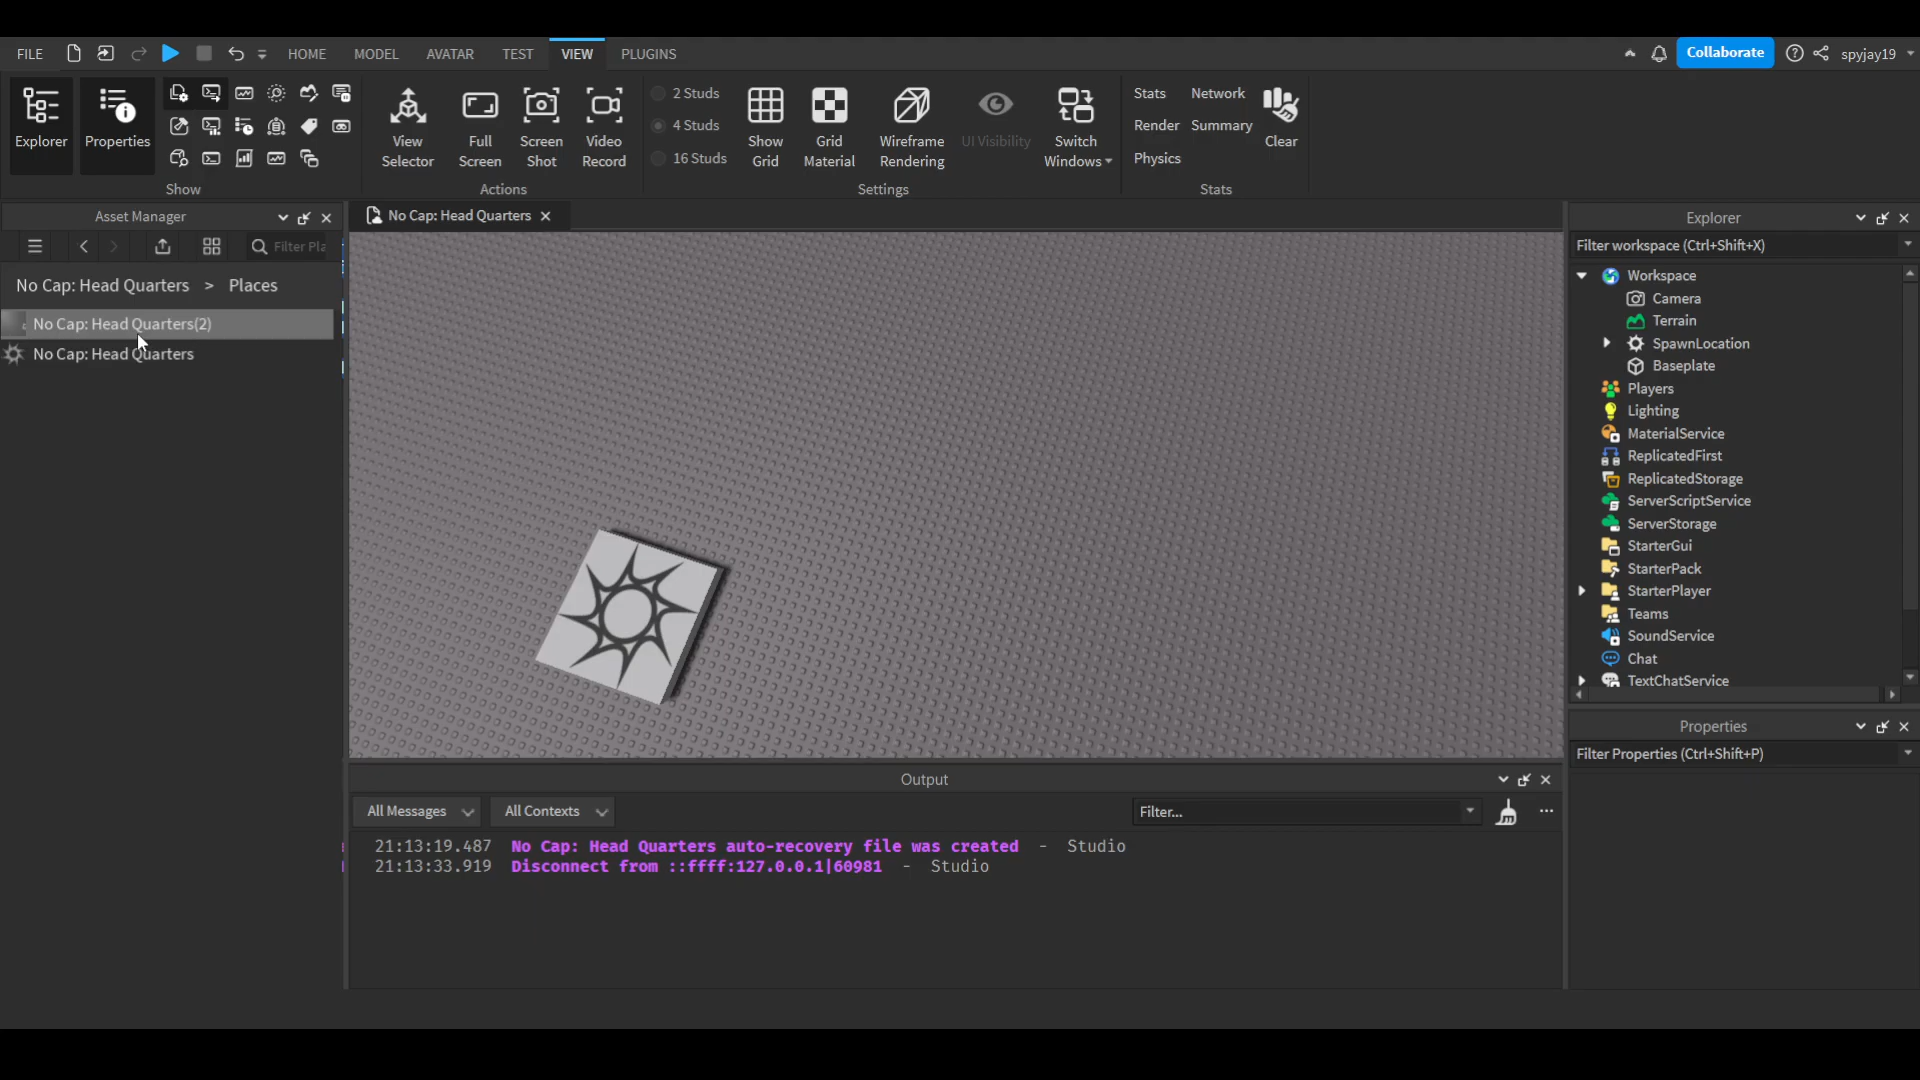 FILE HOME MODEL AVATAR TEST VIEW PLUGINS Collaborate spyjay19
Explorer
Properties
Show
View Selector
Full Screen
Screen Shot
Video Record
Actions
2 Studs
4 Studs
16 Studs
Show Grid
Grid Material
Wireframe Rendering
UI Visibility
Switch Windows
Settings
Stats Network
Render Summary
Physics
Clear
Stats
Asset Manager
Filter Pla
No Cap: Head Quarters > Places
No Cap: Head Quarters(2)
No Cap: Head Quarters
No Cap: Head Quarters
Output
All Messages All Contexts Filter...
21:13:19.487 No Cap: Head Quarters auto-recovery file was created - Studio
21:13:33.919 Disconnect from ::ffff:127.0.0.1|60981 - Studio
Explorer
Filter workspace (Ctrl+Shift+X)
Workspace
Camera
Terrain
SpawnLocation
Baseplate
Players
Lighting
MaterialService
ReplicatedFirst
ReplicatedStorage
ServerScriptService
ServerStorage
StarterGui
StarterPack
StarterPlayer
Teams
SoundService
Chat
TextChatService
Properties
Filter Properties (Ctrl+Shift+P)